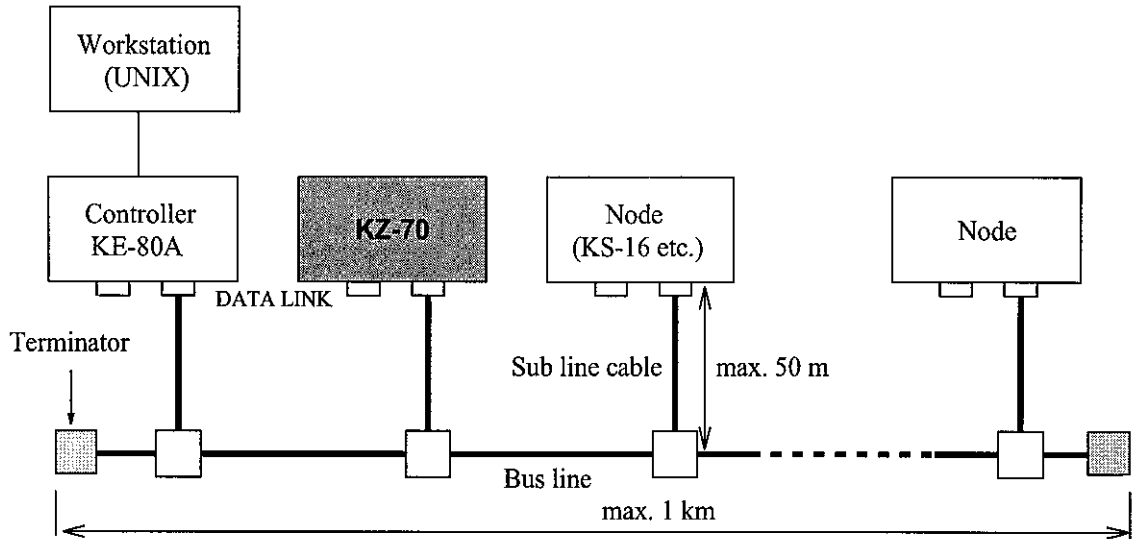 Workstation
(UNIX)
Controller
KE-80A
KZ-70
Node
(KS-16 etc.)
Node
DATA LINK
Terminator
Sub line cable
max. 50 m
Bus line
max. 1 km